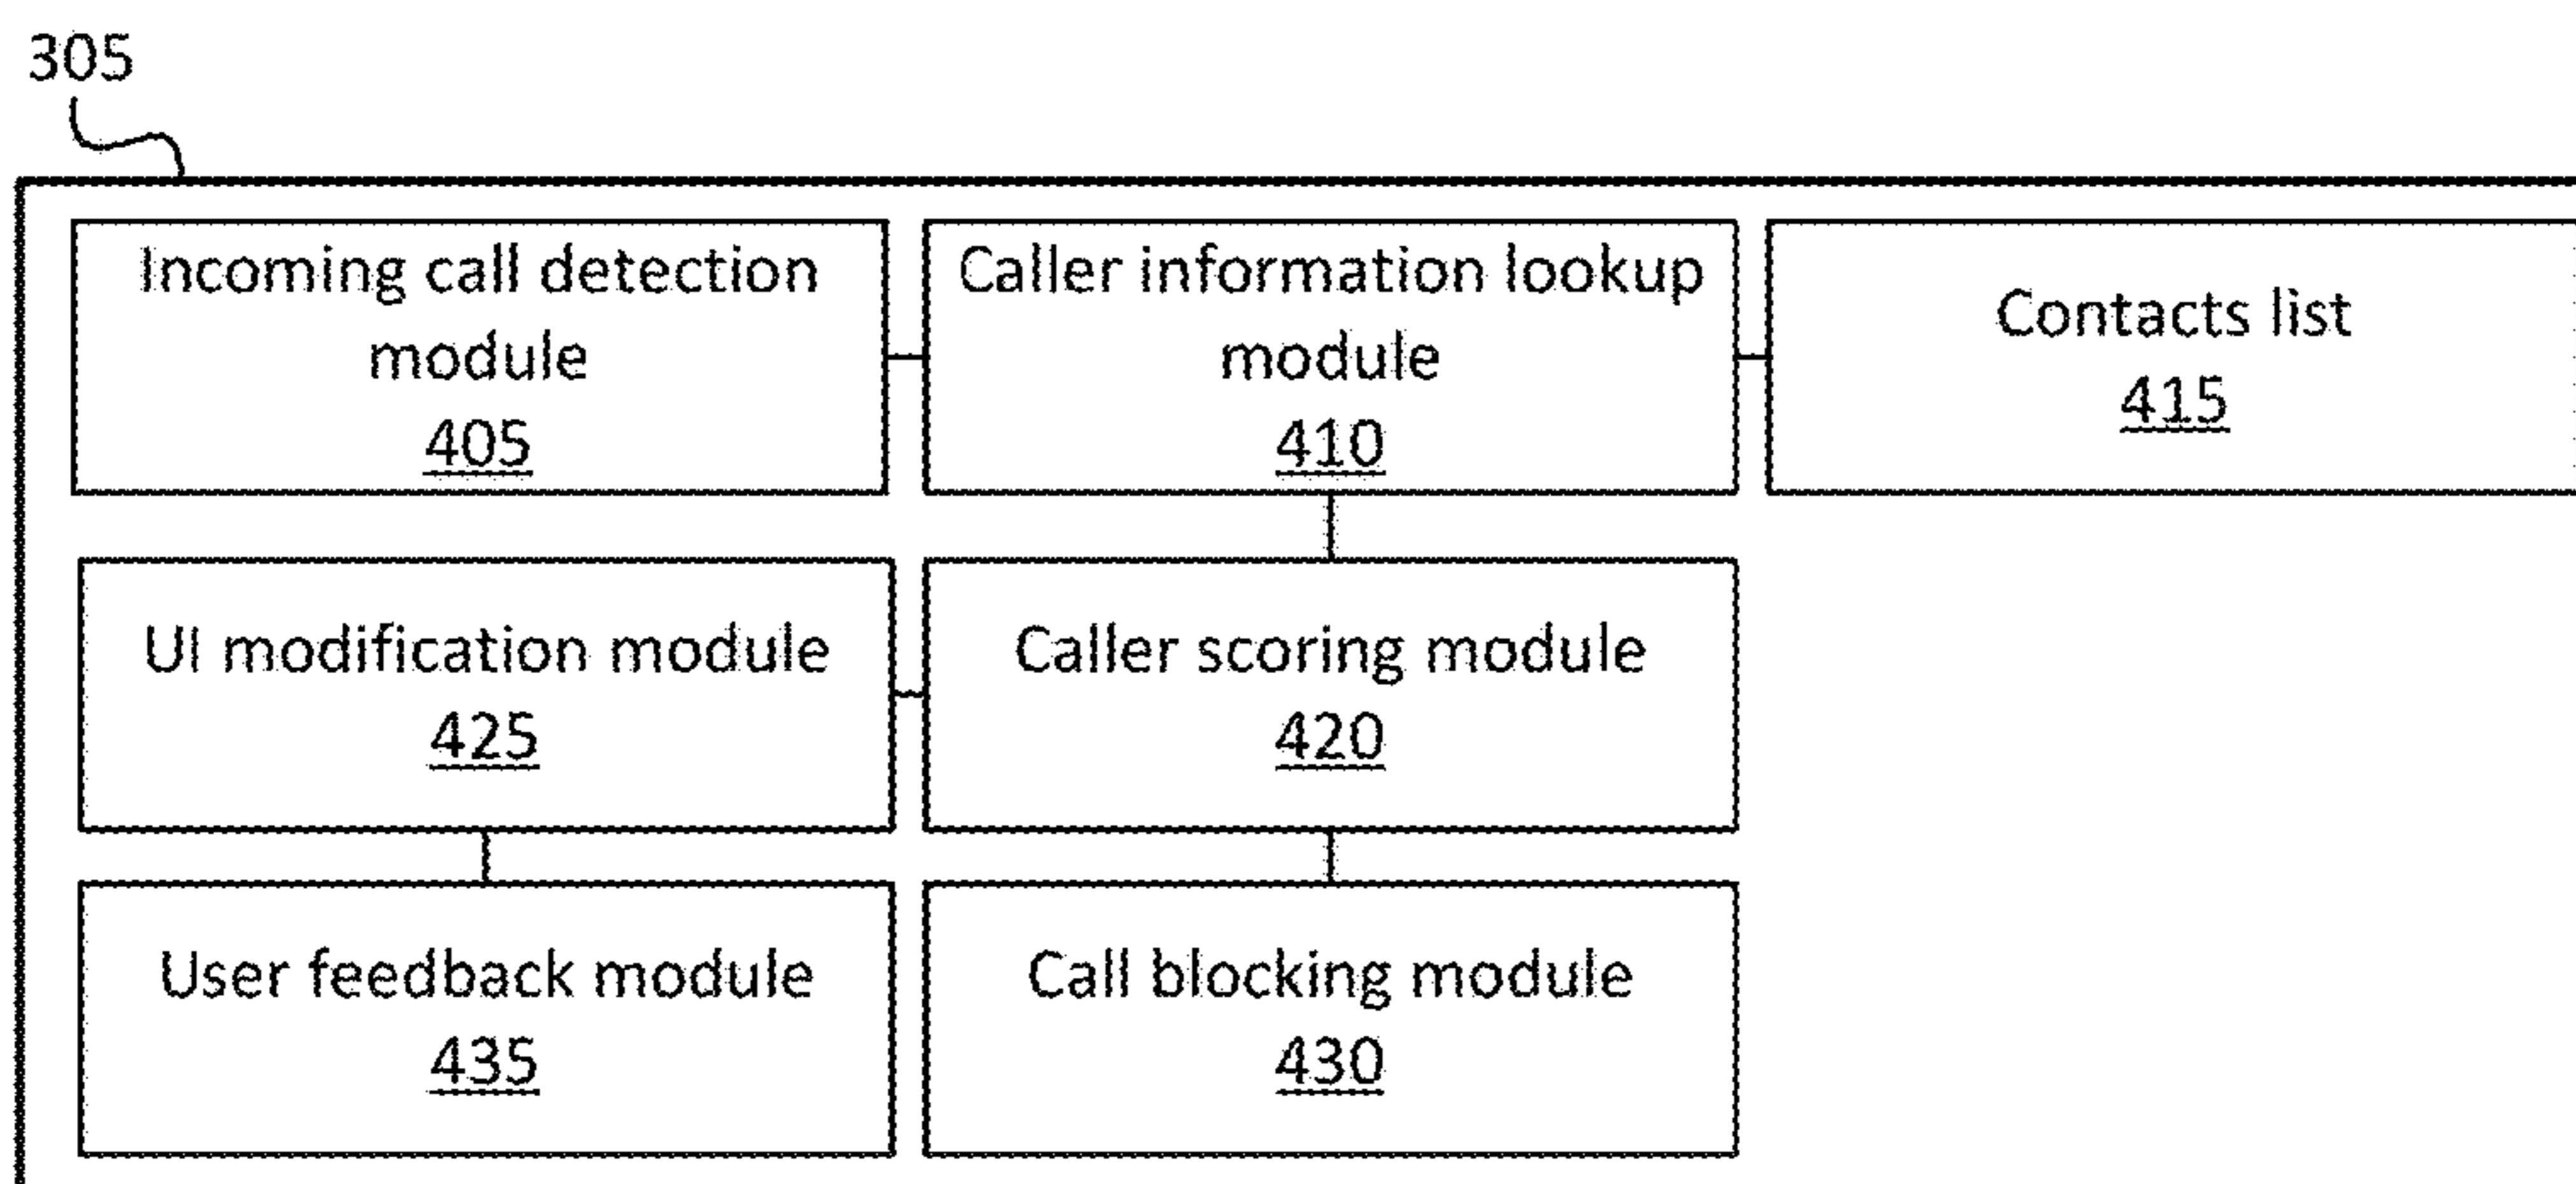 305
Incoming call detection
module
405
Caller information lookup
module
410
Contacts list
415
UI modification module
425
Caller scoring module
420
User feedback module
435
Call blocking module
430